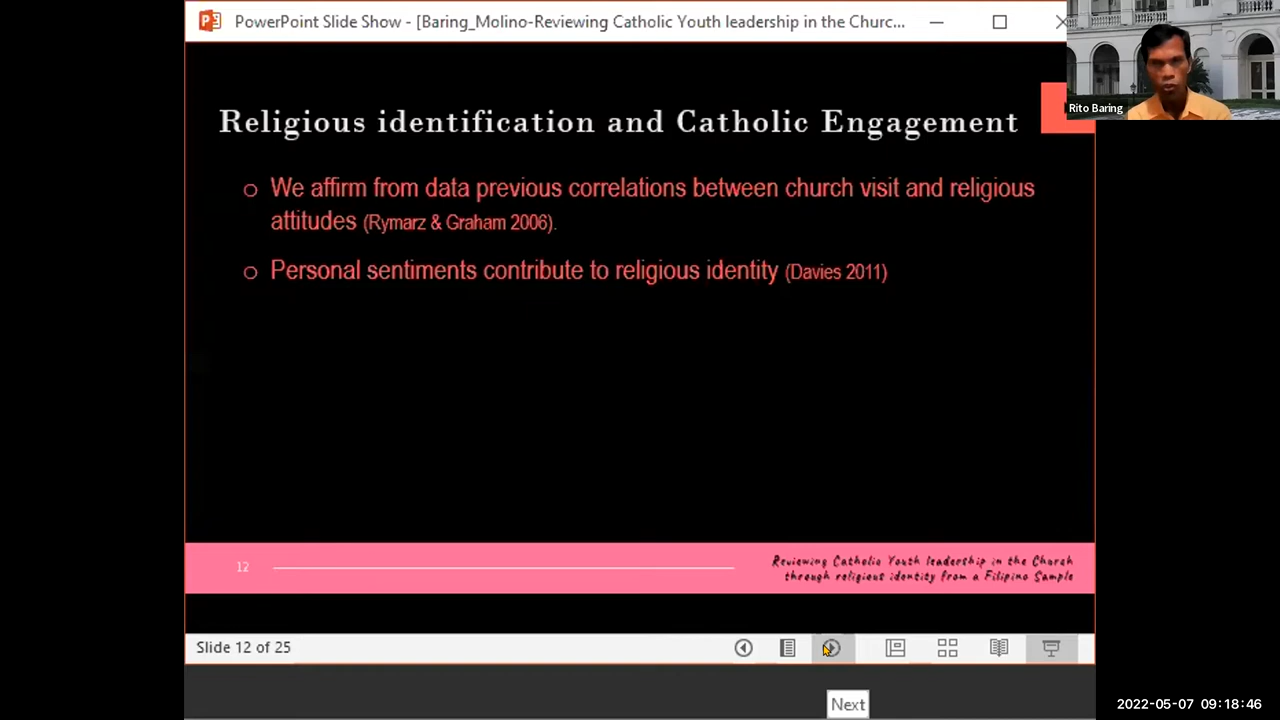 PowerPoint Slide Show - [Baring_Molino-Reviewing Catholic Youth leadership in the Churc...
Rito Baring
Religious identification and Catholic Engagement
We affirm from data previous correlations between church visit and religious
attitudes (Rymarz & Graham 2006).
Personal sentiments contribute to religious identity (Davies 2011)
12
Reviewing Catholic Youth leadership in the Church
through religious identity from a Filipino Sample
Slide 12 of 25
Next
2022-05-07 09:18:46